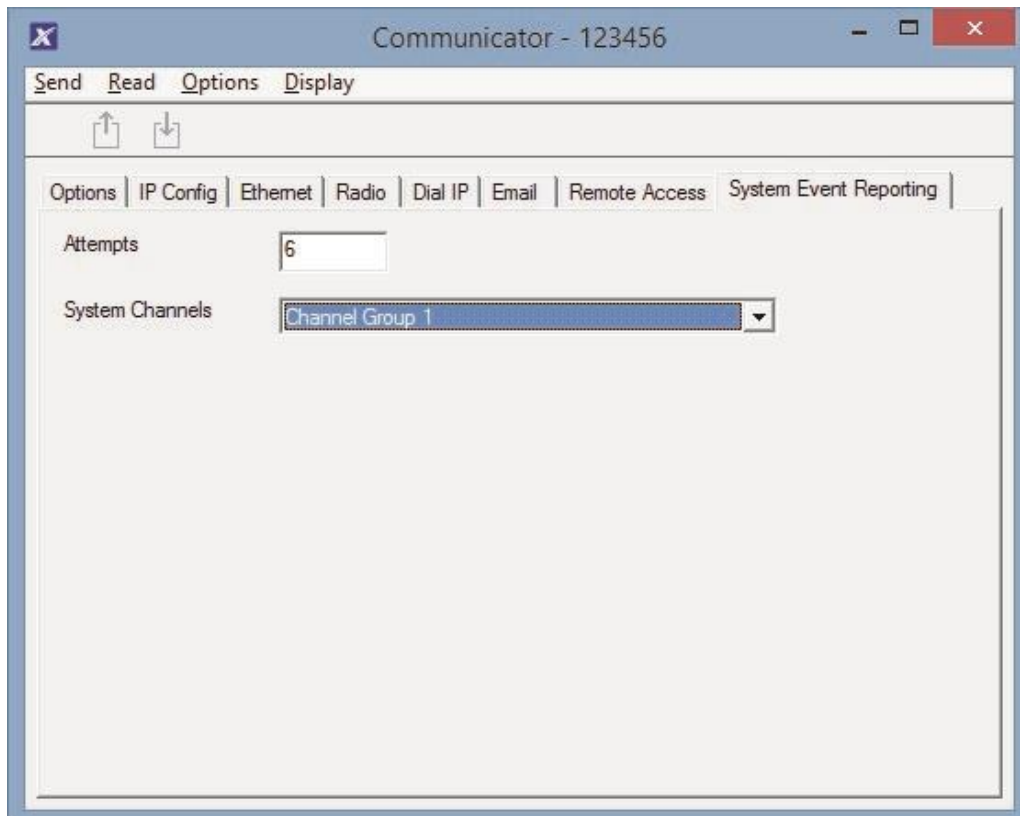 Communicator - 123456
Send Read Options Display
Options IP Config Ethernet Radio Dial IP Email Remote Access System Event Reporting
Attempts 6
System Channels Channel Group 1